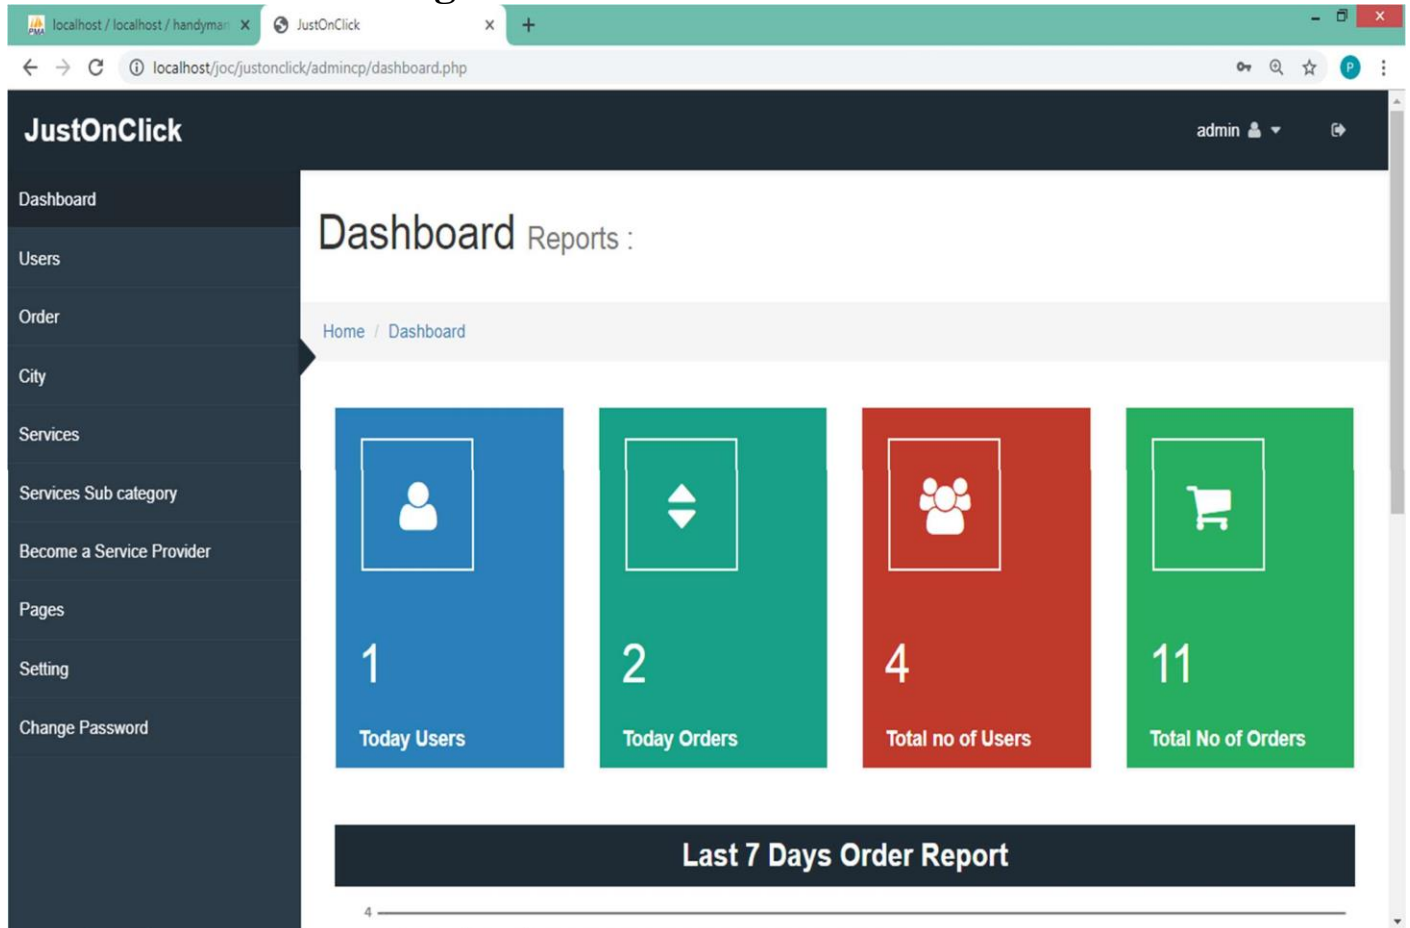 localhost / localhost / handyman
JustOnClick
localhost/joc/justonclick/admincp/dashboard.php
P
JustOnClick
admin
Dashboard
Users
Order
City
Services
Services Sub category
Become a Service Provider
Pages
Setting
Change Password
Dashboard Reports :
Home / Dashboard
1
Today Users
2
Today Orders
4
Total no of Users
11
Total No of Orders
Last 7 Days Order Report
4